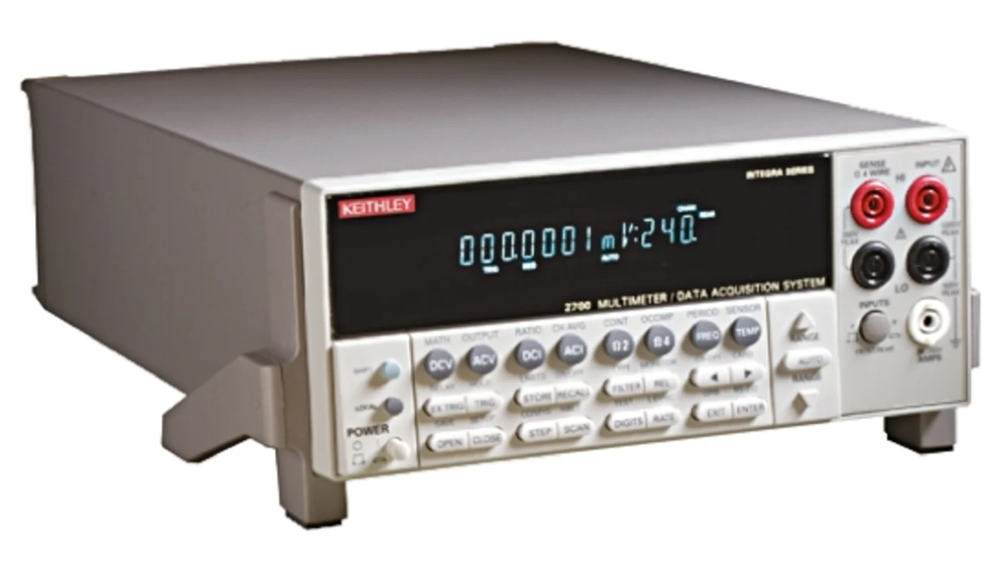 INTEGRA SERIES
KEITHLEY
000.0001 mV:240.
AUTO
2700 MULTIMETER / DATA ACQUISITION SYSTEM
SENSE Ω 4 WIRE
INPUT
HI
LO
INPUTS
AMPS
MATH OUTPUT RATIO CH AVG CONT OCOMP PERIOD SENSOR
DCV ACV DCI ACI Ω2 Ω4 FREQ TEMP
SHIFT
LOCAL
POWER
EX TRIG TRIG STORE RECALL FILTER REL
OPEN CLOSE STEP SCAN DIGITS RATE EXIT ENTER
RANGE
AUTO
RANGE